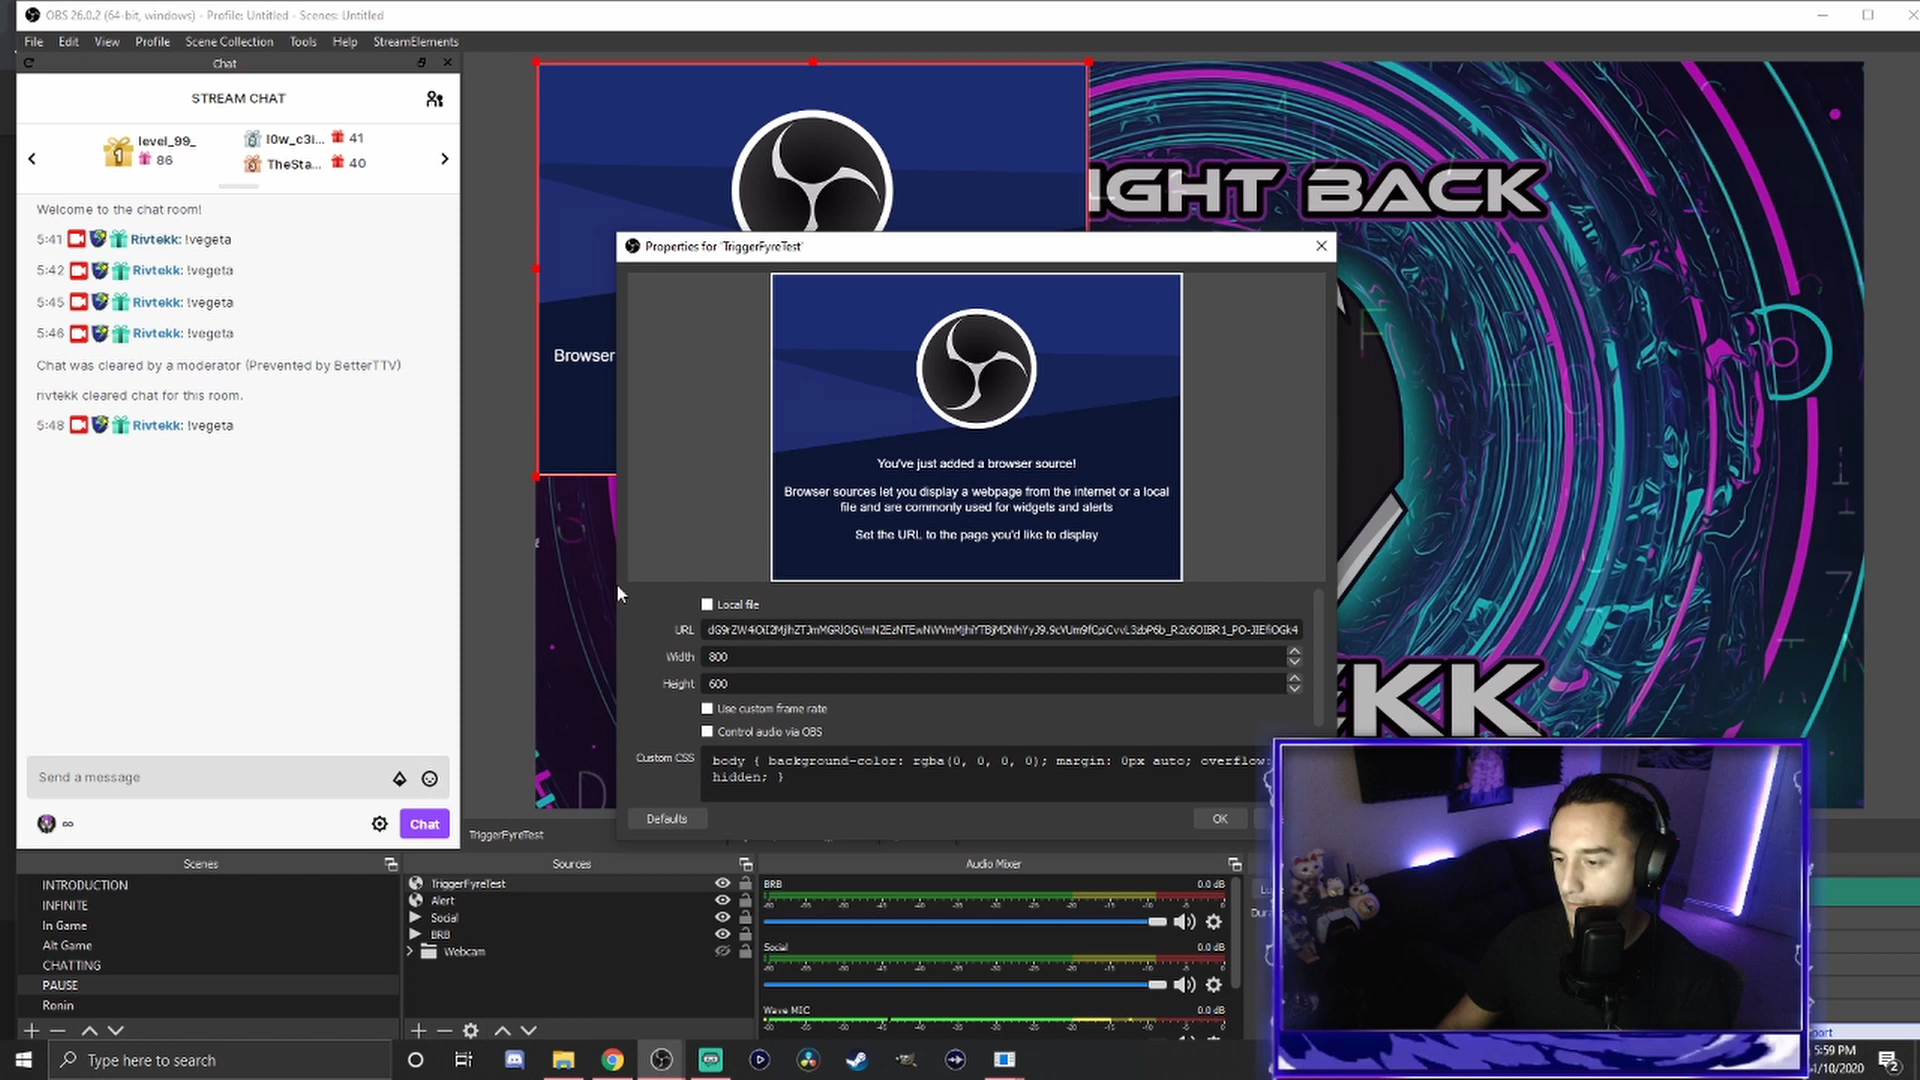 OBS 26.0.2 (64-bit, windows) - Profile: Untitled - Scenes: Untitled
File Edit View Profile Scene Collection Tools Help StreamElements
Chat
STREAM CHAT
level_99_
86
l0w_c3i... 41
TheSta... 40
Welcome to the chat room!
5:41 Rivtekk: !vegeta
5:42 Rivtekk: !vegeta
5:45 Rivtekk: !vegeta
5:46 Rivtekk: !vegeta
Chat was cleared by a moderator (Prevented by BetterTTV)
rivtekk cleared chat for this room.
5:48 Rivtekk: !vegeta
Send a message
Chat
IGHT BACK
EKK
Browser
Properties for 'TriggerFyreTest'
You've just added a browser source!
Browser sources let you display a webpage from the internet or a local
file and are commonly used for widgets and alerts
Set the URL to the page you'd like to display
Local file
URL
Width 800
Height 600
Use custom frame rate
Control audio via OBS
Custom CSS body { background-color: rgba(0, 0, 0, 0); margin: 0px auto; overflow:
hidden; }
Defaults
OK
TriggerFyreTest
Scenes
INTRODUCTION
INFINITE
In Game
Alt Game
CHATTING
PAUSE
Ronin
Sources
TriggerFyreTest
Alert
Social
BRB
Webcam
Audio Mixer
BRB 0.0 dB
Social 0.0 dB
Wave MIC 0.0 dB
Type here to search
5:59 PM
1/10/2020
2